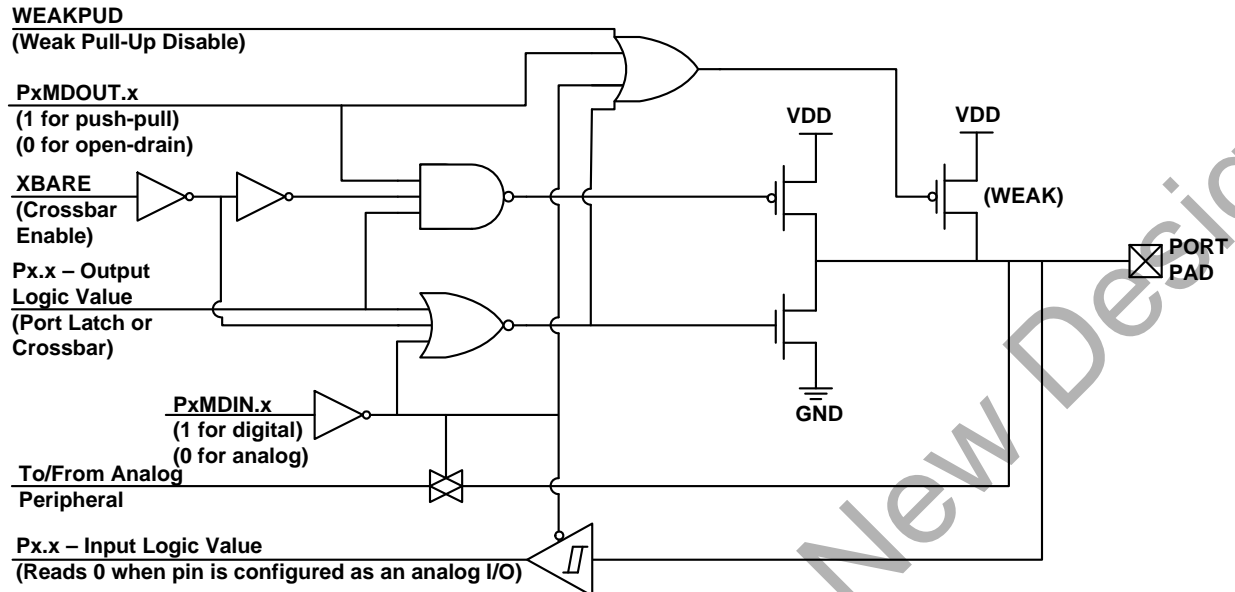 WEAKPUD
(Weak Pull-Up Disable)
PxMDOUT.x
(1 for push-pull)
(0 for open-drain)
XBARE
(Crossbar
Enable)
Px.x – Output
Logic Value
(Port Latch or
Crossbar)
PxMDIN.x
(1 for digital)
(0 for analog)
To/From Analog
Peripheral
Px.x – Input Logic Value
(Reads 0 when pin is configured as an analog I/O)
VDD
VDD
(WEAK)
PORT
PAD
GND
New